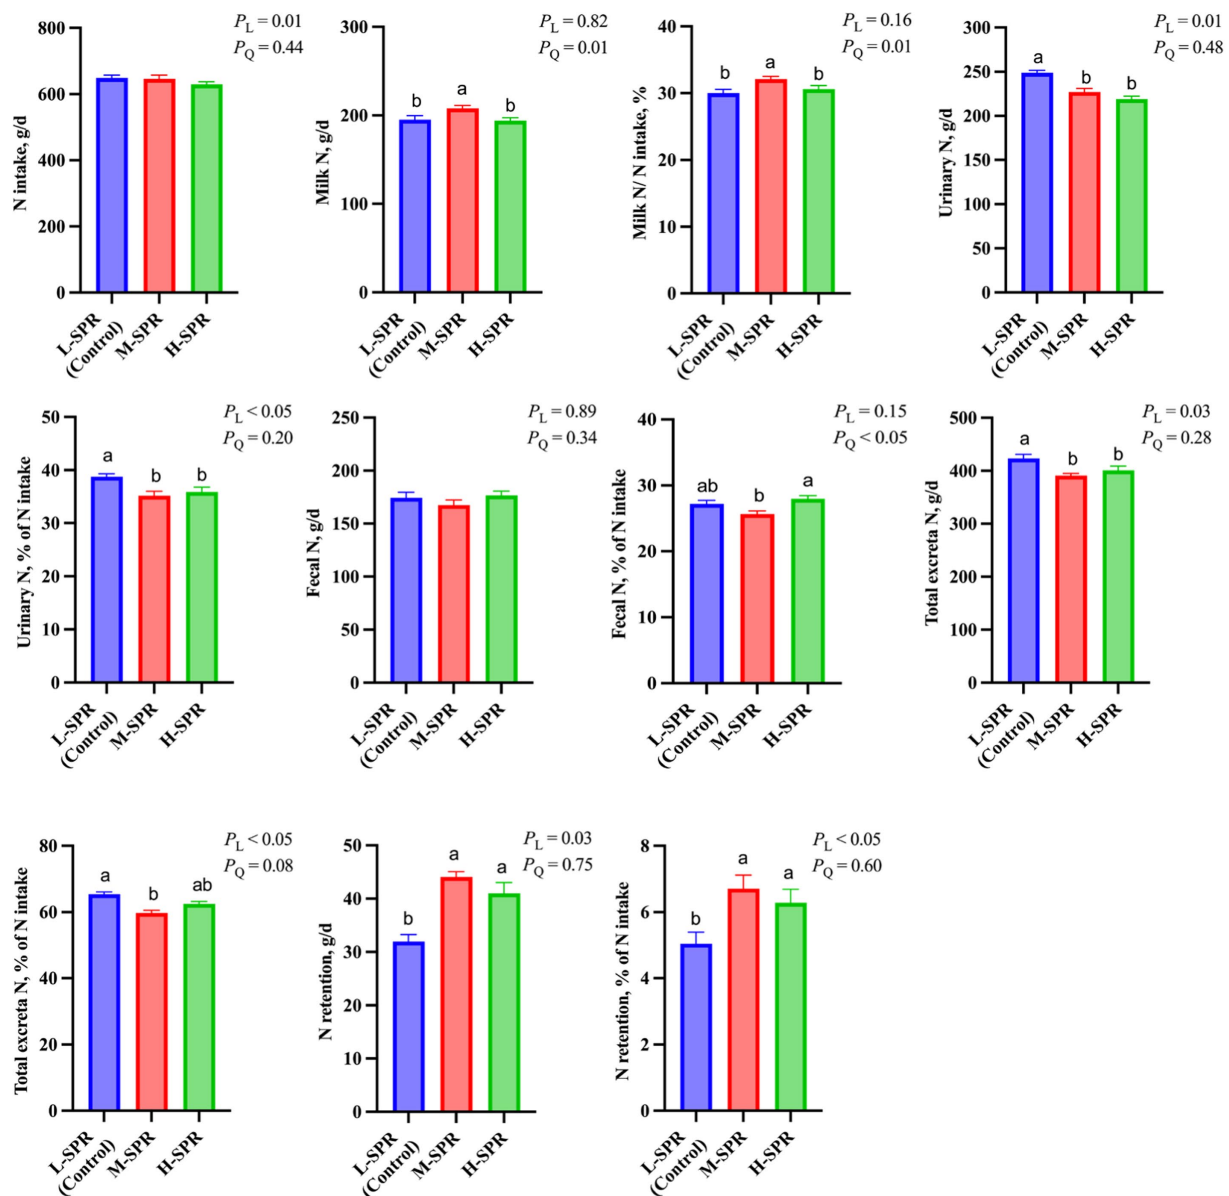 P_L = 0.01
P_Q = 0.44
N intake, g/d
800
600
400
200
0
L-SPR
(Control)
M-SPR
H-SPR
P_L = 0.82
P_Q = 0.01
Milk N, g/d
300
200
100
0
b
a
b
L-SPR
(Control)
M-SPR
H-SPR
P_L = 0.16
P_Q = 0.01
Milk N/ N intake, %
40
30
20
10
0
b
a
b
L-SPR
(Control)
M-SPR
H-SPR
P_L = 0.01
P_Q = 0.48
Urinary N, g/d
300
250
200
150
100
50
0
a
b
b
L-SPR
(Control)
M-SPR
H-SPR
P_L < 0.05
P_Q = 0.20
Urinary N, % of N intake
50
40
30
20
10
0
a
b
b
L-SPR
(Control)
M-SPR
H-SPR
P_L = 0.89
P_Q = 0.34
Fecal N, g/d
250
200
150
100
50
0
L-SPR
(Control)
M-SPR
H-SPR
P_L = 0.15
P_Q < 0.05
Fecal N, % of N intake
40
30
20
10
0
ab
b
a
L-SPR
(Control)
M-SPR
H-SPR
P_L = 0.03
P_Q = 0.28
Total excreta N, g/d
500
400
300
200
100
0
a
b
b
L-SPR
(Control)
M-SPR
H-SPR
P_L < 0.05
P_Q = 0.08
Total excreta N, % of N intake
80
60
40
20
0
a
b
ab
L-SPR
(Control)
M-SPR
H-SPR
P_L = 0.03
P_Q = 0.75
N retention, g/d
50
40
30
20
10
0
b
a
a
L-SPR
(Control)
M-SPR
H-SPR
P_L < 0.05
P_Q = 0.60
N retention, % of N intake
8
6
4
2
0
b
a
a
L-SPR
(Control)
M-SPR
H-SPR